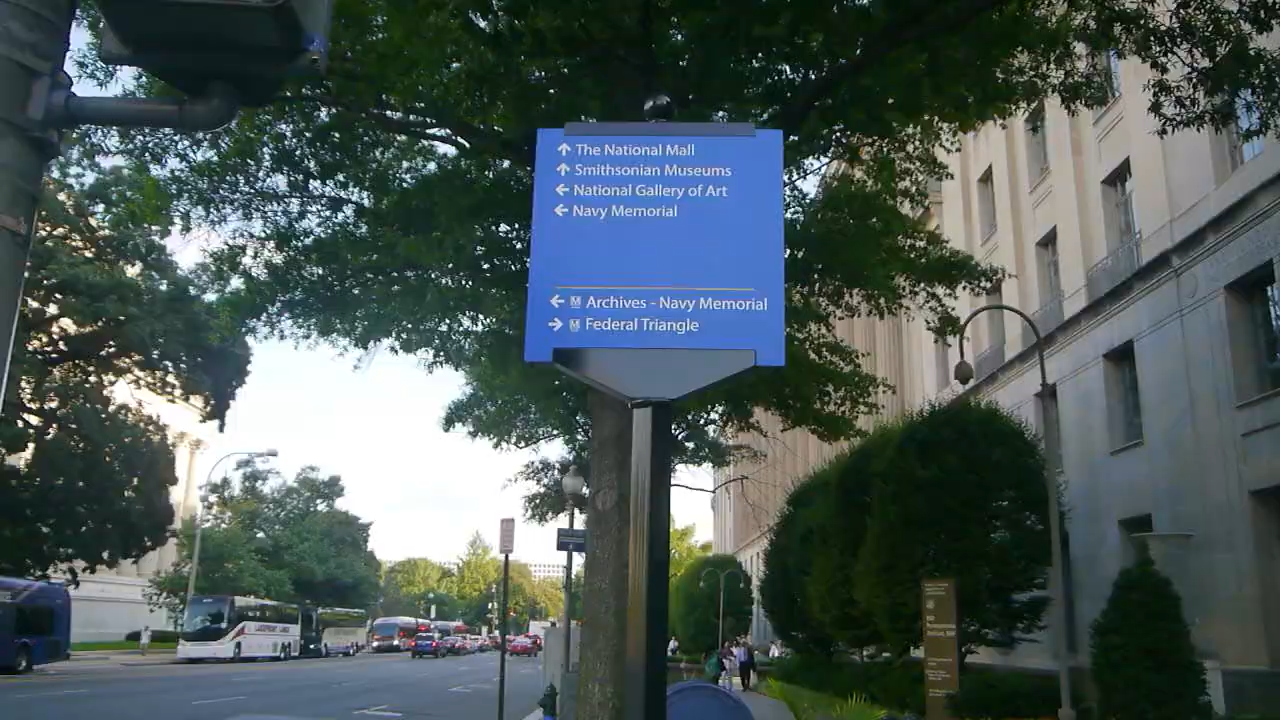 ↑ The National Mall
↑ Smithsonian Museums
← National Gallery of Art
← Navy Memorial
← M Archives - Navy Memorial
→ M Federal Triangle